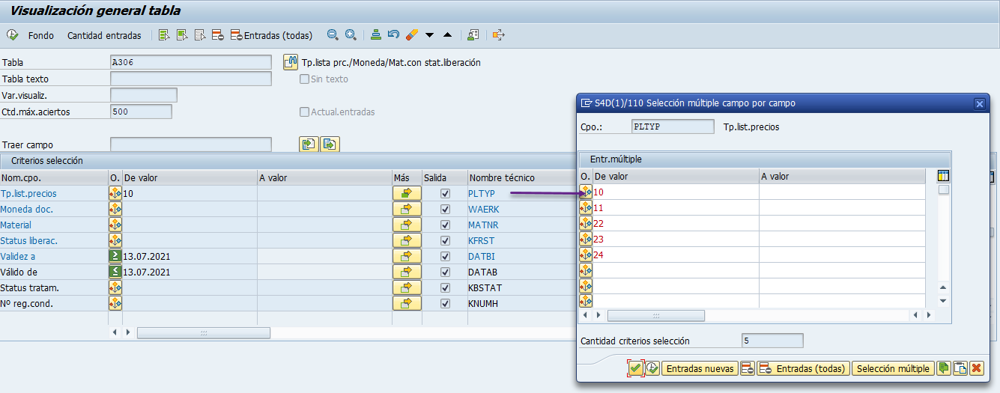 Visualización general tabla
Fondo Cantidad entradas Entradas (todas)
Tabla A306 Tp.lista prc./Moneda/Mat.con stat.liberación
Tabla texto Sin texto
Var.visualiz.
Ctd.máx.aciertos 500 Actual.entradas
Traer campo
Criterios selección
Nom.cpo. O. De valor A valor Más Salida Nombre técnico
Tp.list.precios 10 PLTYP
Moneda doc. WAERK
Material MATNR
Status liberac. KFRST
Validez a ≥ 13.07.2021 DATBI
Válido de ≤ 13.07.2021 DATAB
Status tratam. KBSTAT
Nº reg.cond. KNUMH
S4D(1)/110 Selección múltiple campo por campo
Cpo.: PLTYP Tp.list.precios
Entr.múltiple
O. De valor A valor
10
11
22
23
24
Cantidad criterios selección 5
Entradas nuevas Entradas (todas) Selección múltiple